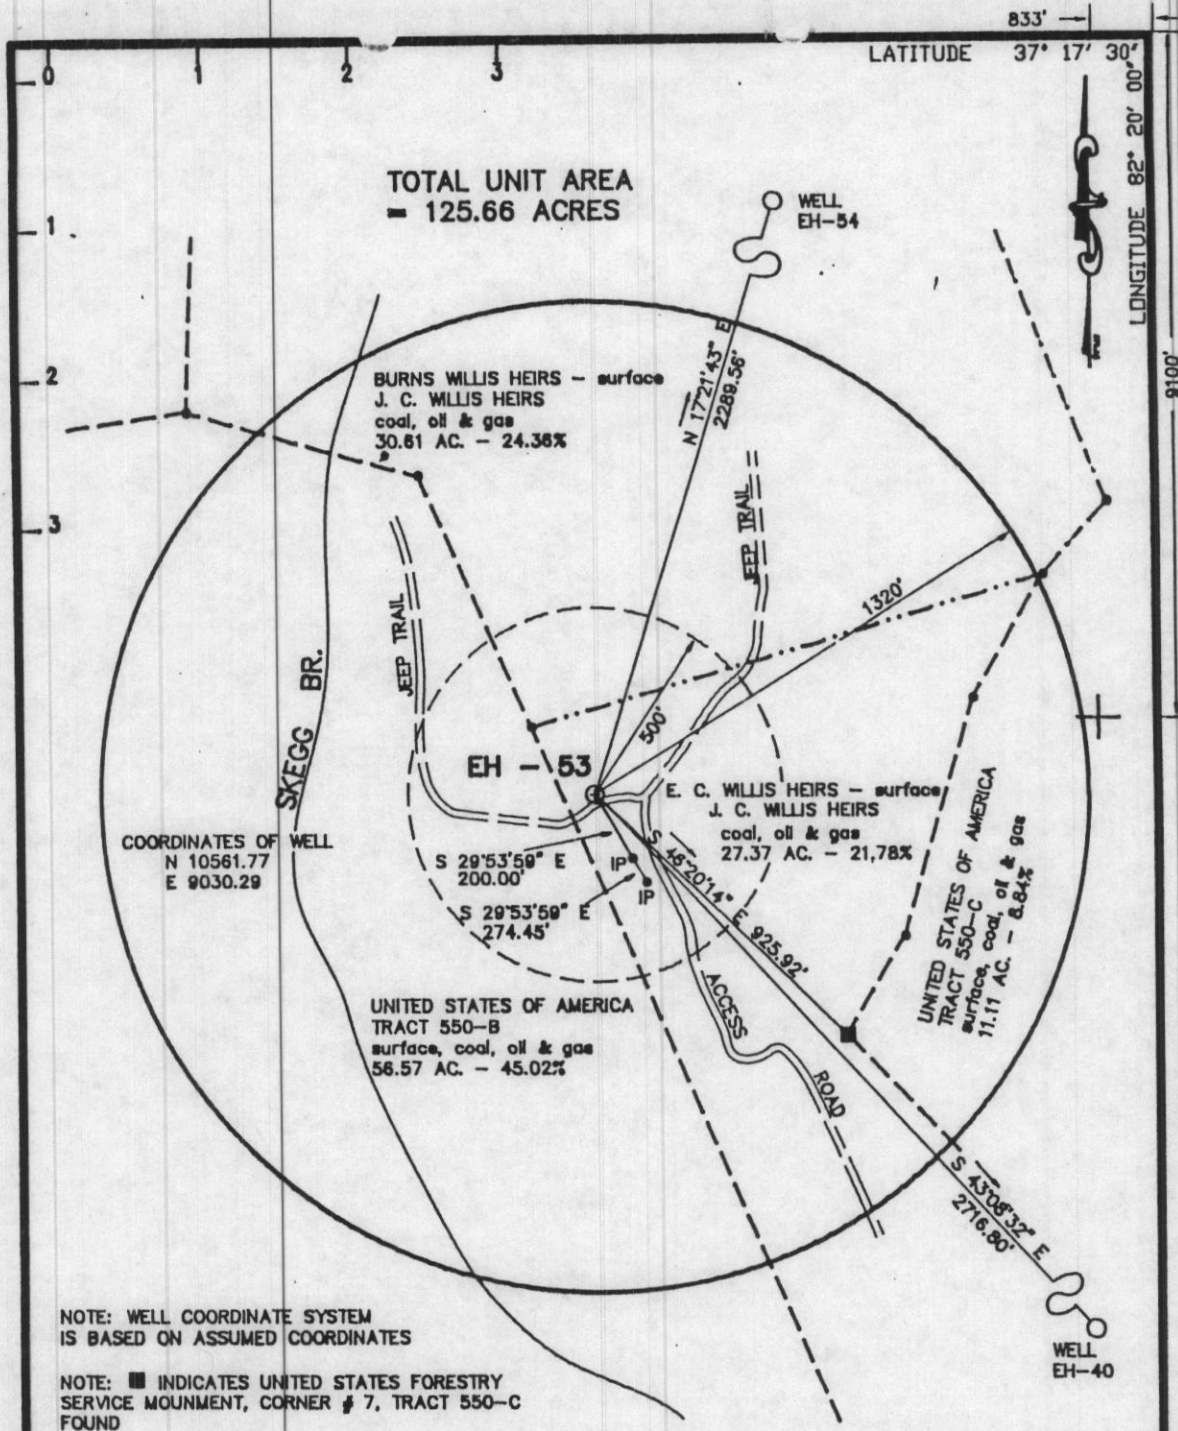 833'
LATITUDE 37° 17' 30"
LONGITUDE 82° 20' 00"
9100'
0 1 2 3
1
2
3
TOTAL UNIT AREA
= 125.66 ACRES
WELL
EH-54
N 17°21'43" E
2289.56'
BURNS WILLIS HEIRS - surface
J. C. WILLIS HEIRS
coal, oil & gas
30.61 AC. - 24.36%
JEEP TRAIL
JEEP TRAIL
1320'
500'
SKEGG BR.
EH - 53
E. C. WILLIS HEIRS - surface
J. C. WILLIS HEIRS
coal, oil & gas
27.37 AC. - 21,78%
COORDINATES OF WELL
N 10561.77
E 9030.29
S 29°53'59" E
200.00'
IP
S 29°53'59" E
274.45'
IP
S 46°20'14" E 925.92'
UNITED STATES OF AMERICA
TRACT 550-C
surface, coal, oil & gas
11.11 AC. - 8.84%
UNITED STATES OF AMERICA
TRACT 550-B
surface, coal, oil & gas
56.57 AC. - 45.02%
ACCESS ROAD
S 43°08'32" E
2716.80'
WELL
EH-40
NOTE: WELL COORDINATE SYSTEM
IS BASED ON ASSUMED COORDINATES
NOTE: ■ INDICATES UNITED STATES FORESTRY
SERVICE MOUNMENT, CORNER # 7, TRACT 550-C
FOUND